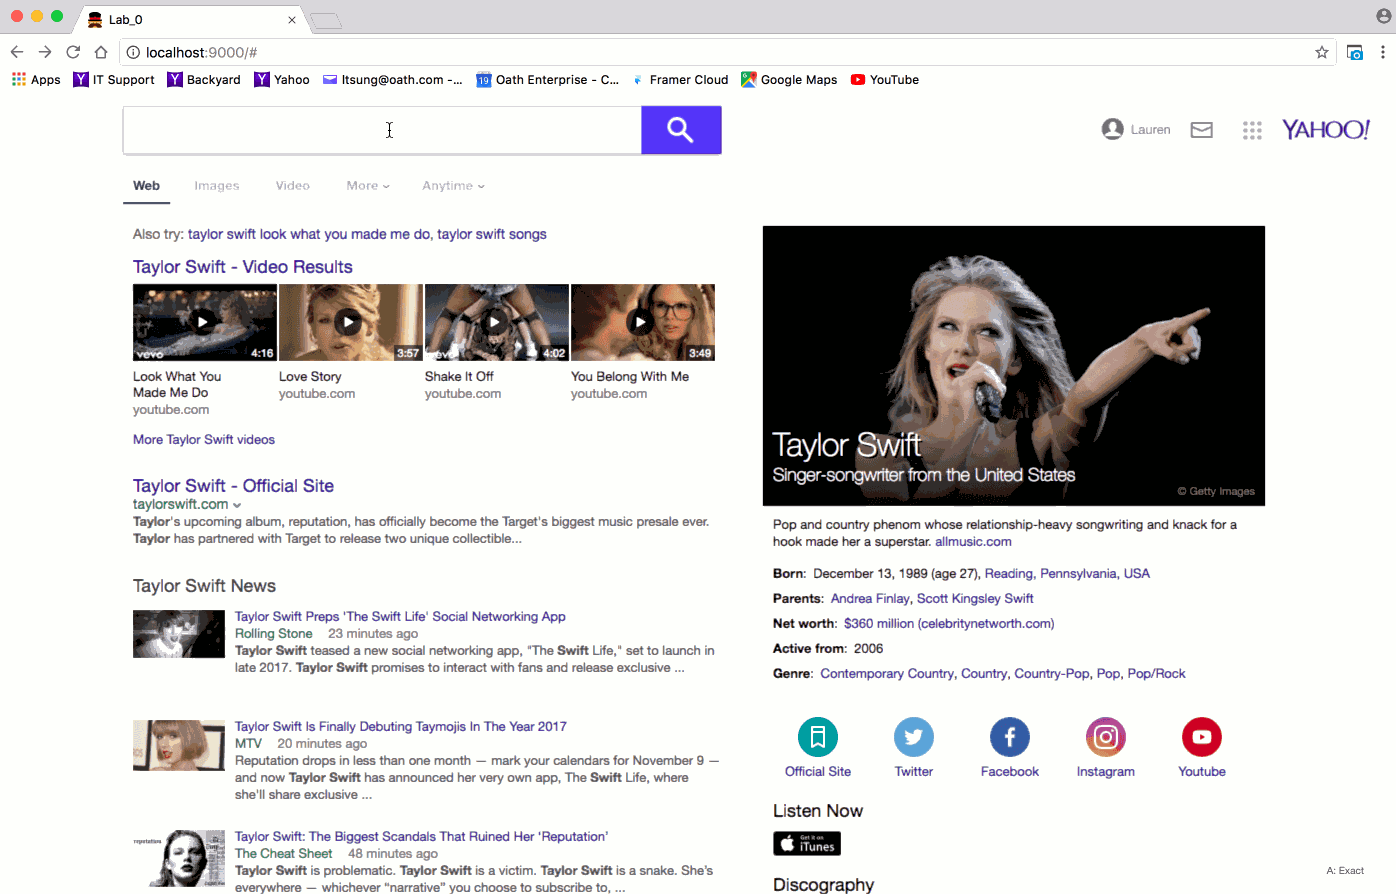 Lab_0
localhost:9000/#
Apps
IT Support
Backyard
Yahoo
ltsung@oath.com -...
19
Oath Enterprise - C...
Framer Cloud
Google Maps
YouTube
Lauren
YAHOO!
Web
Images
Video
More
Anytime
Also try: taylor swift look what you made me do, taylor swift songs
Taylor Swift - Video Results
vevo
4:16
3:57
vevo
4:02
3:49
Look What You
Made Me Do
youtube.com
Love Story
youtube.com
Shake It Off
youtube.com
You Belong With Me
youtube.com
More Taylor Swift videos
Taylor Swift - Official Site
taylorswift.com
Taylor's upcoming album, reputation, has officially become the Target's biggest music presale ever.
Taylor has partnered with Target to release two unique collectible...
Taylor Swift News
Taylor Swift Preps 'The Swift Life' Social Networking App
Rolling Stone 23 minutes ago
Taylor Swift teased a new social networking app, "The Swift Life," set to launch in
late 2017. Taylor Swift promises to interact with fans and release exclusive ...
Taylor Swift Is Finally Debuting Taymojis In The Year 2017
MTV 20 minutes ago
Reputation drops in less than one month — mark your calendars for November 9 —
and now Taylor Swift has announced her very own app, The Swift Life, where
she'll share exclusive ...
reputation
Taylor Swift: The Biggest Scandals That Ruined Her 'Reputation'
The Cheat Sheet 48 minutes ago
Taylor Swift is problematic. Taylor Swift is a victim. Taylor Swift is a snake. She's
everywhere — whichever "narrative" you choose to subscribe to, ...
Taylor Swift
Singer-songwriter from the United States
© Getty Images
Pop and country phenom whose relationship-heavy songwriting and knack for a
hook made her a superstar. allmusic.com
Born: December 13, 1989 (age 27), Reading, Pennsylvania, USA
Parents: Andrea Finlay, Scott Kingsley Swift
Net worth: $360 million (celebritynetworth.com)
Active from: 2006
Genre: Contemporary Country, Country, Country-Pop, Pop, Pop/Rock
Official Site
Twitter
Facebook
Instagram
Youtube
Listen Now
Get it on
iTunes
Discography
A: Exact